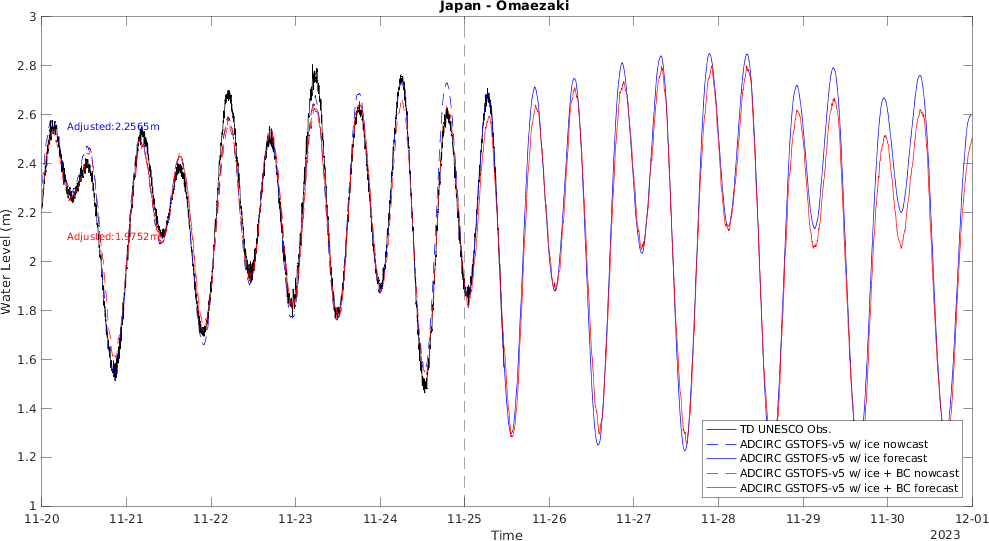 Japan - Omaezaki
Water Level (m)
3
2.8
2.6
2.4
2.2
2
1.8
1.6
1.4
1.2
1
Adjusted:2.2565m
Adjusted:1.9752m
TD UNESCO Obs.
ADCIRC GSTOFS-v5 w/ ice nowcast
ADCIRC GSTOFS-v5 w/ ice forecast
ADCIRC GSTOFS-v5 w/ ice + BC nowcast
ADCIRC GSTOFS-v5 w/ ice + BC forecast
11-20 11-21 11-22 11-23 11-24 11-25 11-26 11-27 11-28 11-29 11-30 12-01
Time
2023